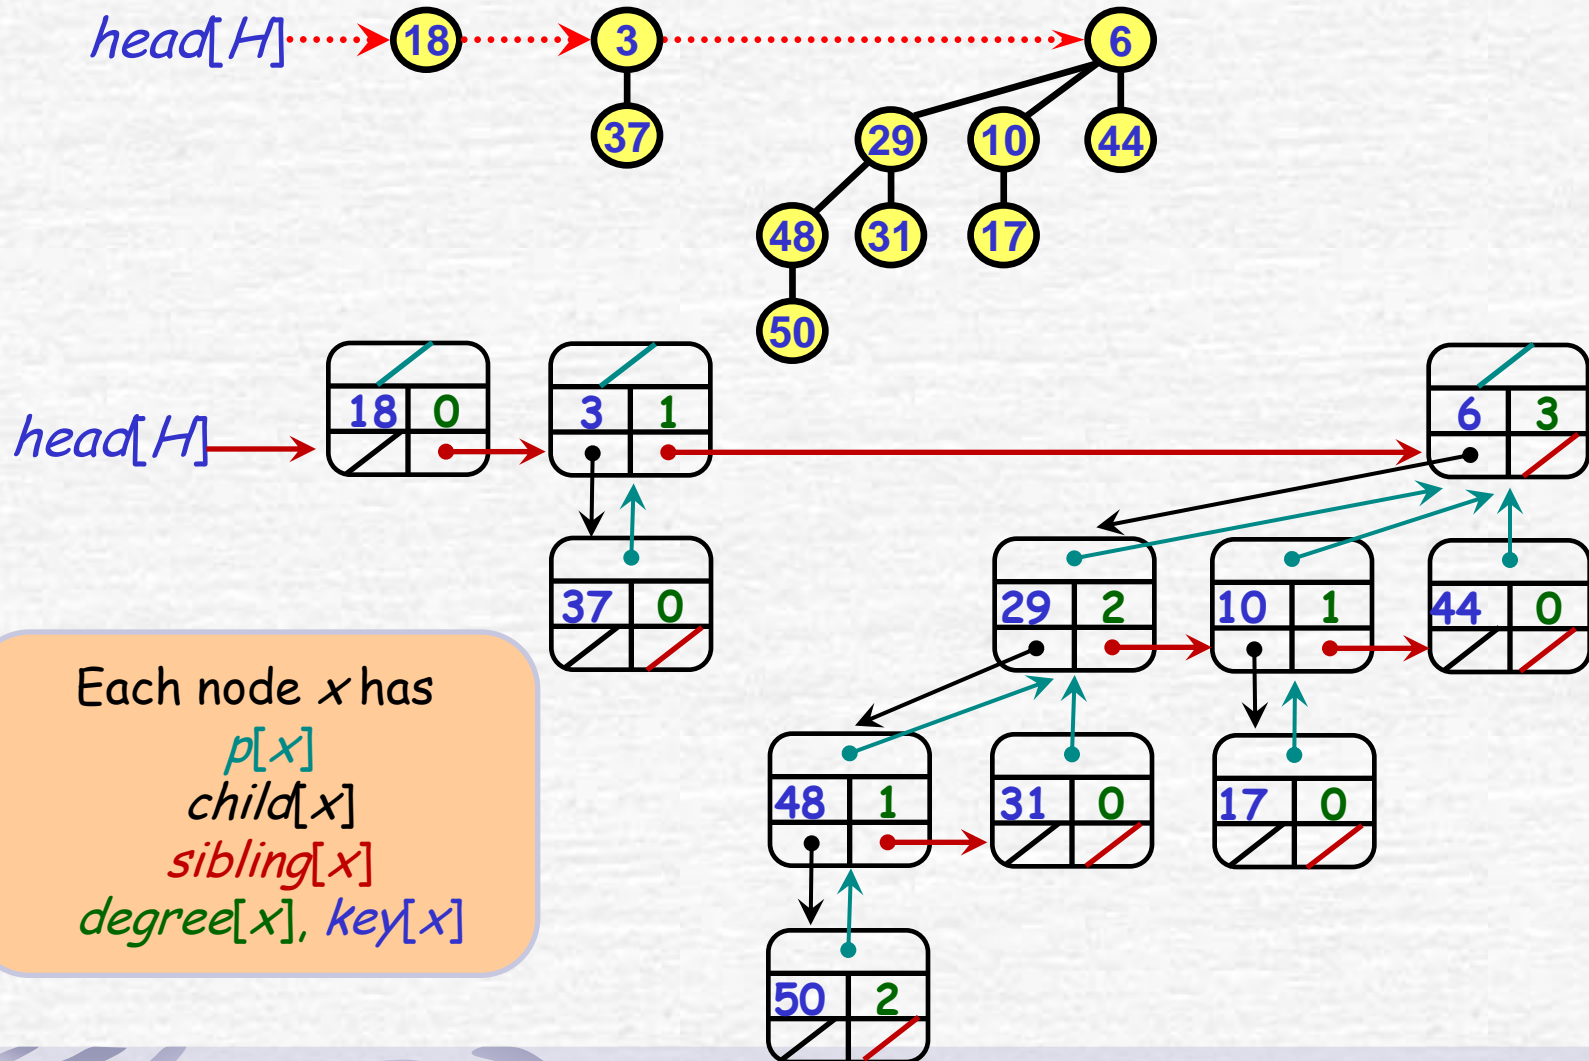 head[H] 18 3 6
37 29 10 44
48 31 17
50
head[H] 18 0 3 1 6 3
37 0 29 2 10 1 44 0
Each node x has
p[x]
child[x]
sibling[x]
degree[x], key[x]
48 1 31 0 17 0
50 2